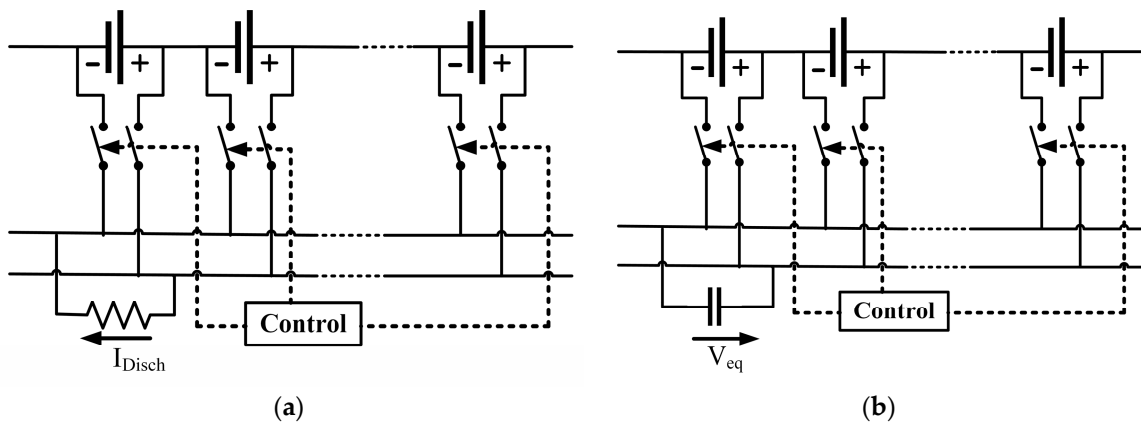 - + - + - +
Control
I_Disch
(a)
- + - + - +
Control
V_eq
(b)